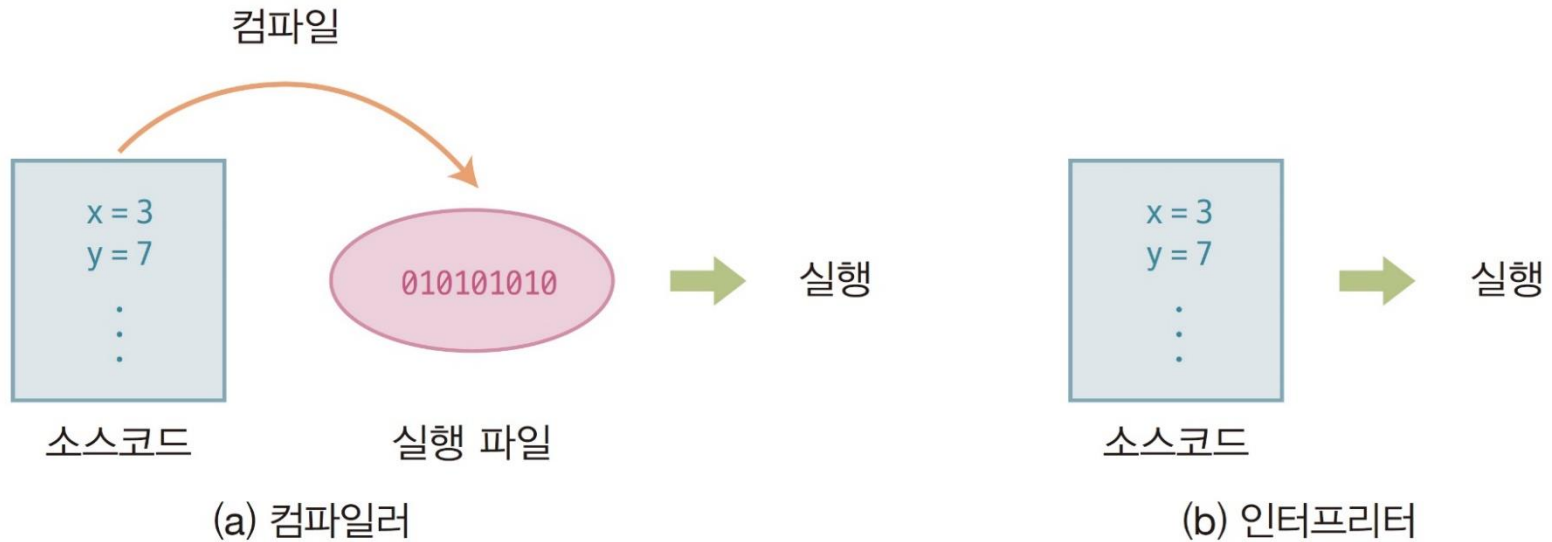 컴파일
x = 3
y = 7
.
.
.
소스코드
010101010
실행 파일
실행
(a) 컴파일러
x = 3
y = 7
.
.
.
소스코드
실행
(b) 인터프리터